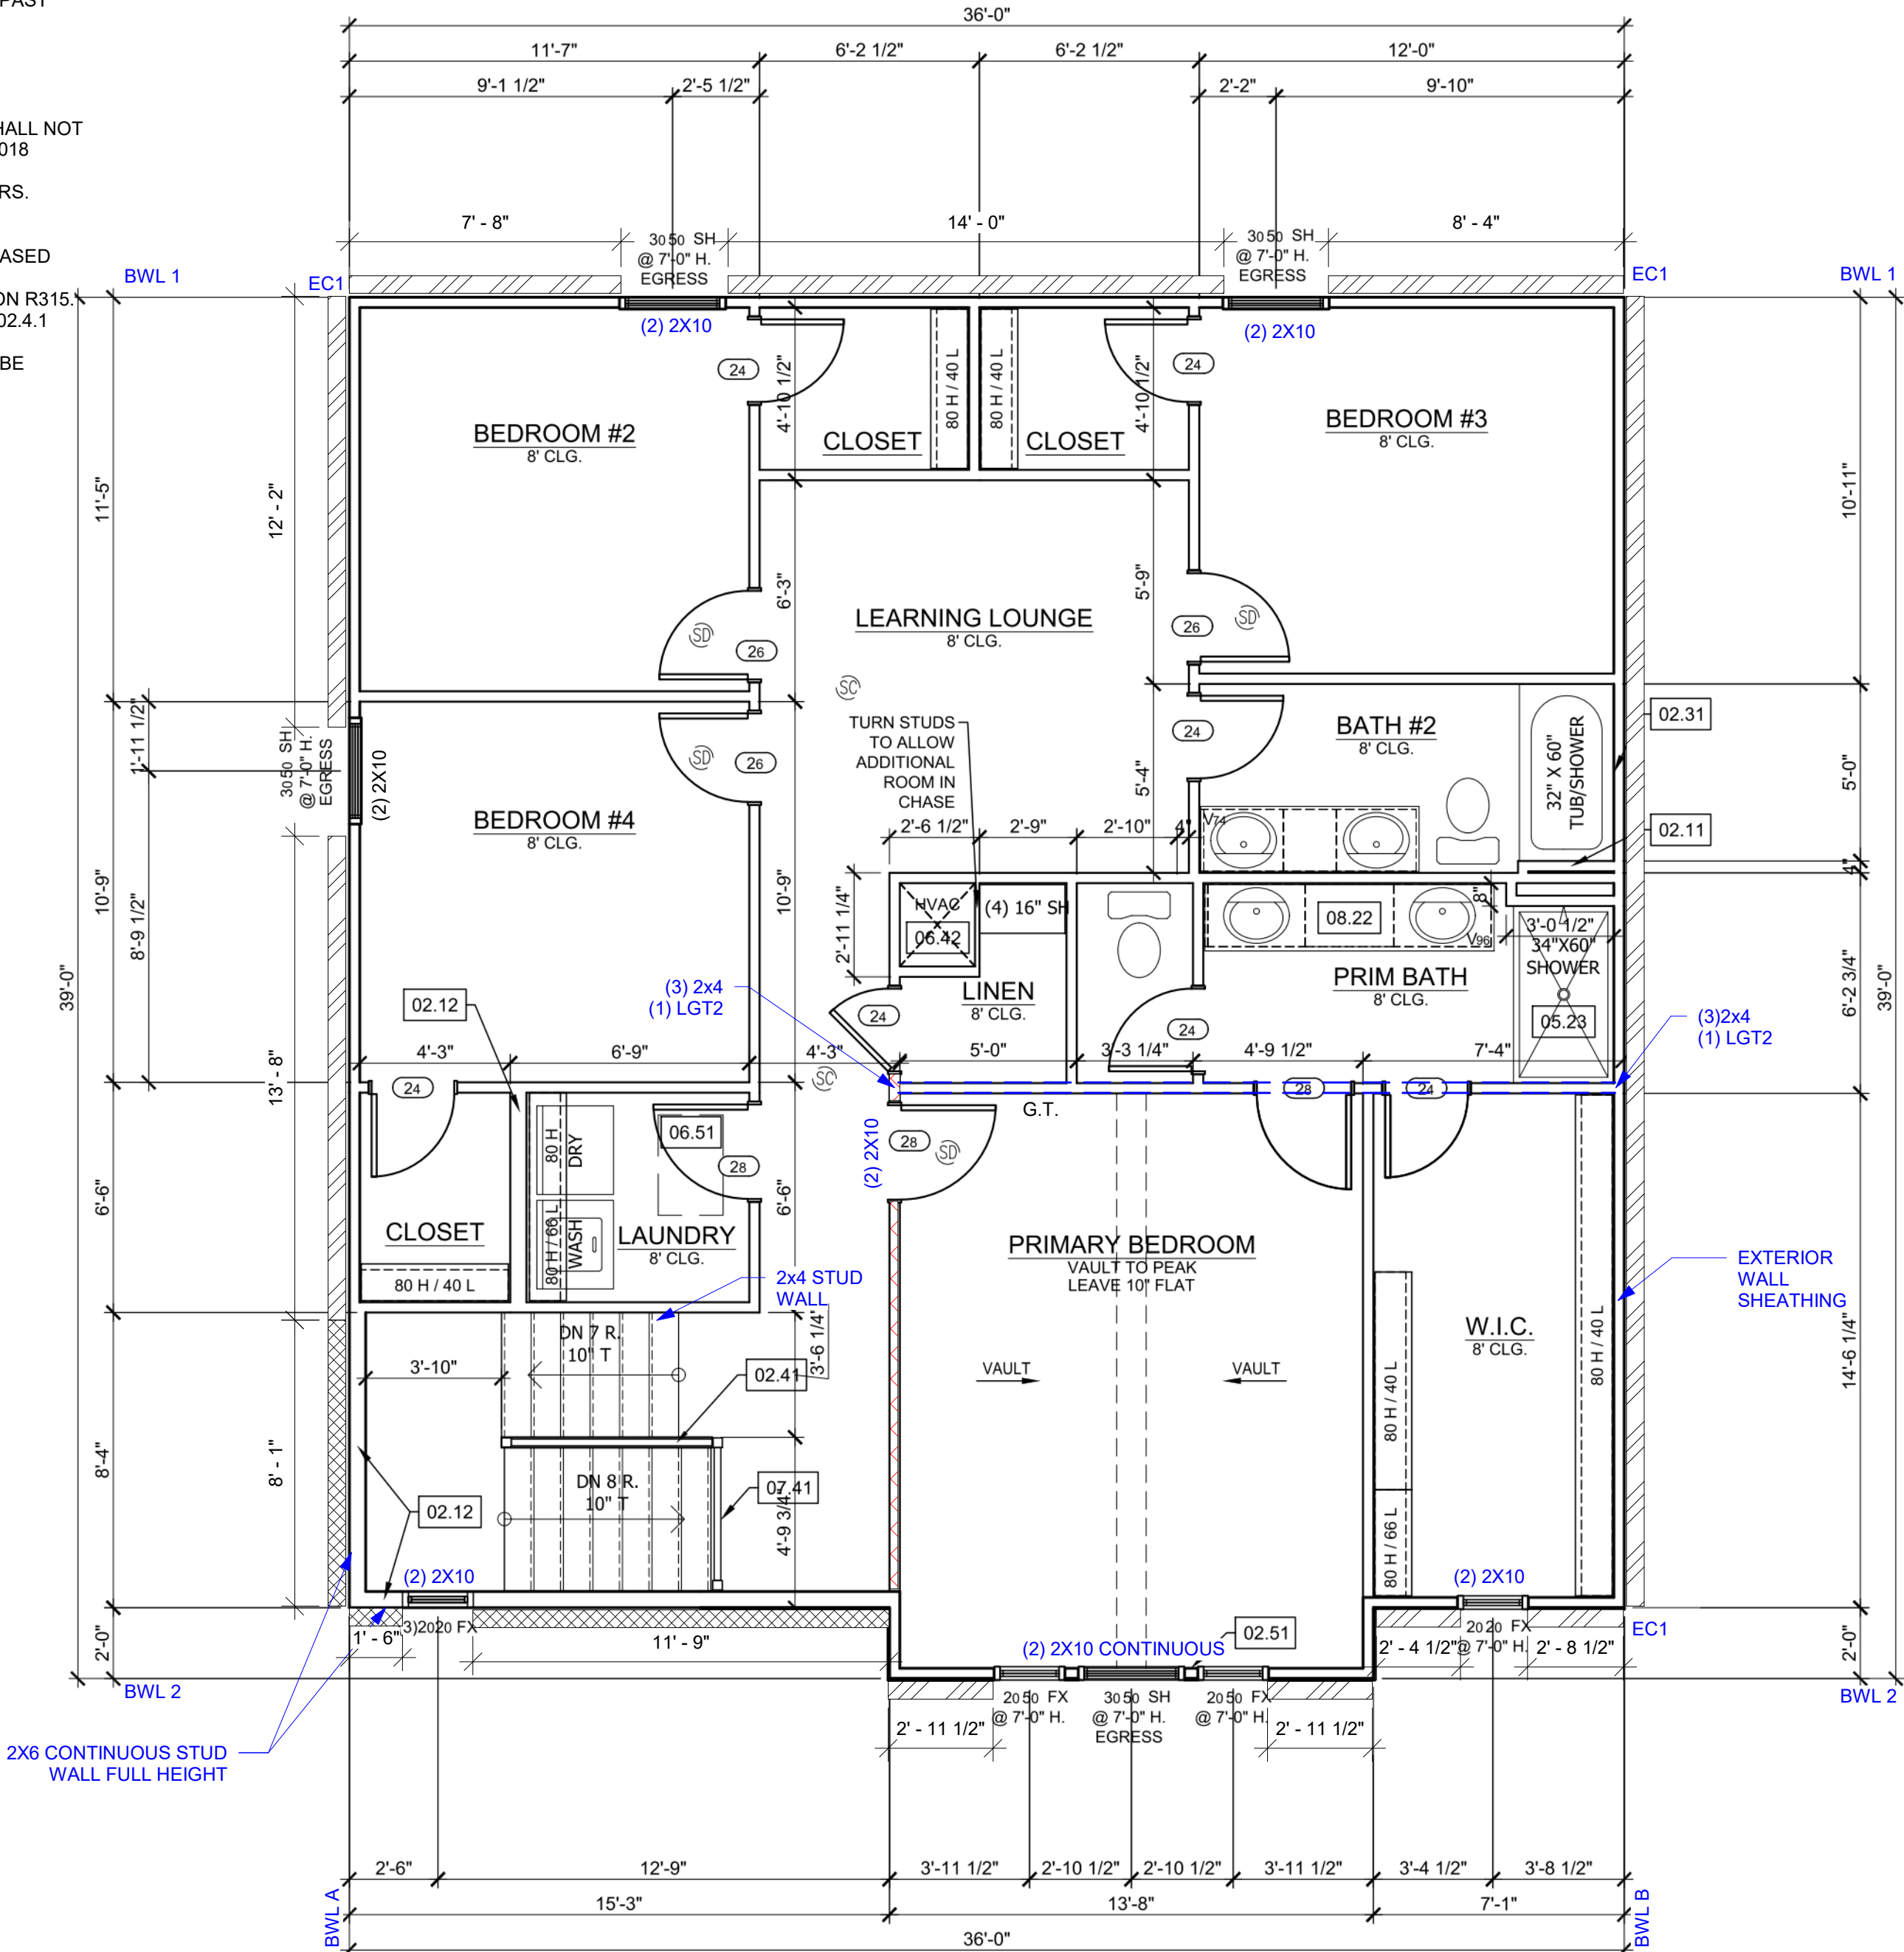 PAST
36'-0"
11'-7"
6'-2 1/2"
6'-2 1/2"
12'-0"
9'-1 1/2"
2'-5 1/2"
2'-2"
9'-10"
HALL NOT
018
RS.
ASED
ON R315.
02.4.1
BE
7' - 8"
14' - 0"
8' - 4"
3050 SH
@ 7'-0" H.
EGRESS
3050 SH
@ 7'-0" H.
EGRESS
BWL 1
EC1
EC1
BWL 1
(2) 2X10
(2) 2X10
24
24
4'-10 1/2"
80 H / 40 L
80 H / 40 L
4'-10 1/2"
BEDROOM #2
8' CLG.
CLOSET
CLOSET
BEDROOM #3
8' CLG.
11'-5"
12' - 2"
10'-11"
6'-3"
5'-9"
LEARNING LOUNGE
8' CLG.
SD
26
26
SD
SC
1'-11 1/2"
3050 SH
@ 7'-0" H.
EGRESS
(2) 2X10
SD
26
TURN STUDS
TO ALLOW
ADDITIONAL
ROOM IN
CHASE
24
BATH #2
8' CLG.
32" X 60"
TUB/SHOWER
02.31
5'-4"
5'-0"
BEDROOM #4
8' CLG.
2'-6 1/2"
2'-9"
2'-10"
4"
V74
02.11
4"
10'-9"
8'-9 1/2"
10'-9"
2'-11 1/4"
HVAC
06.42
(4) 16" SH
08.22
V96
8"
3'-0 1/2"
34"X60"
SHOWER
05.23
39'-0"
39'-0"
6'-2 3/4"
(3) 2x4
(1) LGT2
LINEN
8' CLG.
PRIM BATH
8' CLG.
(3)2x4
(1) LGT2
02.12
24
24
4'-3"
6'-9"
4'-3"
5'-0"
3'-3 1/4"
4'-9 1/2"
7'-4"
13' - 8"
24
SC
28
24
G.T.
06.51
28
(2) 2X10
28
SD
80 H
DRY
80 H / 66 L
WASH
6'-6"
6'-6"
CLOSET
LAUNDRY
8' CLG.
80 H / 40 L
PRIMARY BEDROOM
VAULT TO PEAK
LEAVE 10" FLAT
EXTERIOR
WALL
SHEATHING
2x4 STUD
WALL
DN 7 R.
10" T
3'-6 1/4"
3'-10"
02.41
VAULT
VAULT
W.I.C.
8' CLG.
80 H / 40 L
80 H / 40 L
14'-6 1/4"
8'-4"
8' - 1"
DN 8 R.
10" T
07.41
4'-9 3/4"
02.12
80 H / 66 L
(2) 2X10
(2) 2X10
3)2020 FX
1' - 6"
11' - 9"
(2) 2X10 CONTINUOUS
02.51
2020 FX
@ 7'-0" H.
2' - 4 1/2"
2' - 8 1/2"
EC1
2'-0"
2'-0"
BWL 2
BWL 2
2050 FX
@ 7'-0" H.
3050 SH
@ 7'-0" H.
EGRESS
2050 FX
@ 7'-0" H.
2' - 11 1/2"
2' - 11 1/2"
2X6 CONTINUOUS STUD
WALL FULL HEIGHT
2'-6"
12'-9"
3'-11 1/2"
2'-10 1/2"
2'-10 1/2"
3'-11 1/2"
3'-4 1/2"
3'-8 1/2"
BWL A
15'-3"
13'-8"
7'-1"
BWL B
36'-0"